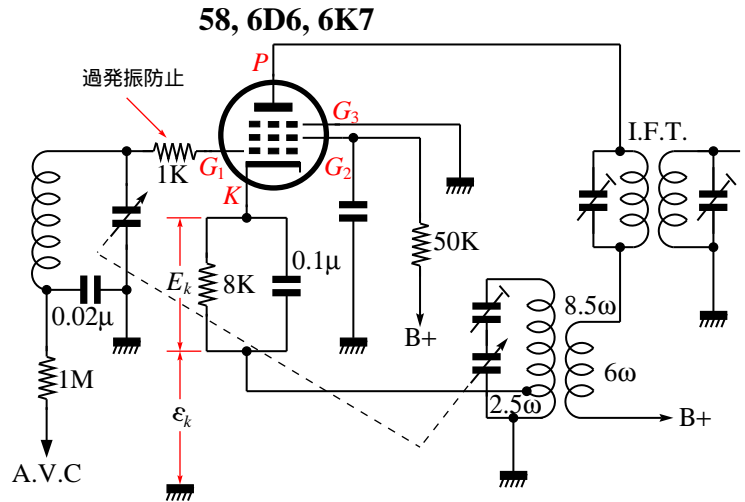 58, 6D6, 6K7
P
過発振防止
G3
I.F.T.
G1
G2
1K
K
50K
0.1μ
Ek
8K
0.02μ
8.5ω
B+
1M
6ω
2.5ω
εk
B+
A.V.C